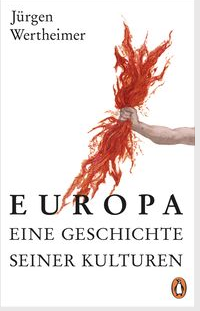 Jürgen
Wertheimer
EUROPA
EINE GESCHICHTE
SEINER KULTUREN